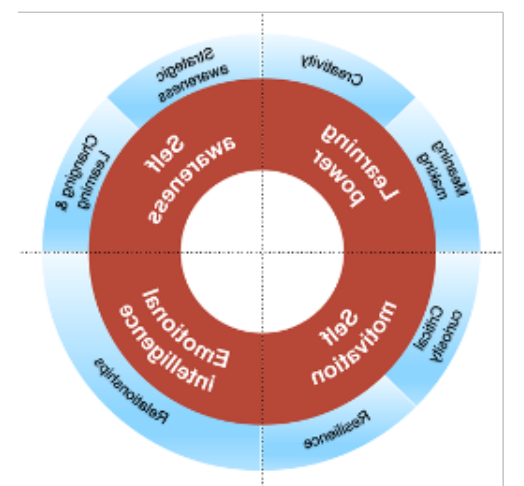 Strategic
awareness
Creativity
Changing &
Learning
Self
awareness
Learning
power
Meaning
making
Emotional
intelligence
Self
motivation
Critical
curiosity
Relationships
Resilience